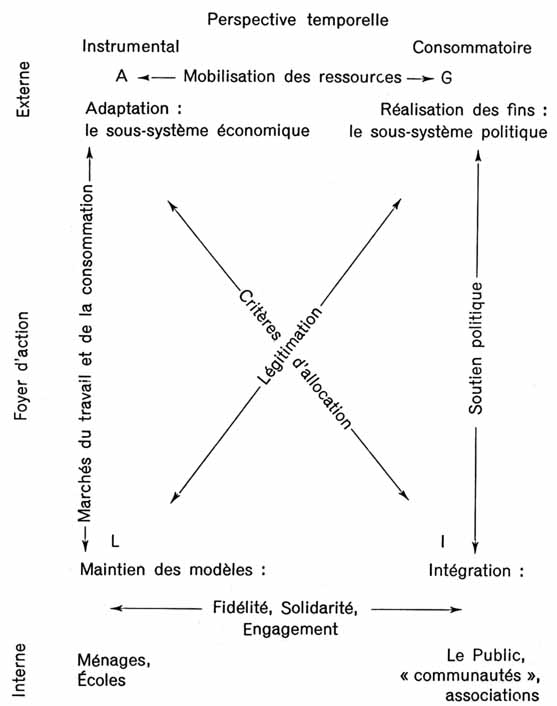 Perspective temporelle
Instrumental
Consommatoire
Externe
A
Mobilisation des ressources
G
Adaptation :
le sous-système économique
Réalisation des fins :
le sous-système politique
Foyer d'action
Marchés du travail et de la consommation
Critères d'allocation
Légitimation
Soutien politique
L
I
Maintien des modèles :
Intégration :
Fidélité, Solidarité,
Engagement
Interne
Ménages,
Écoles
Le Public,
« communautés »,
associations